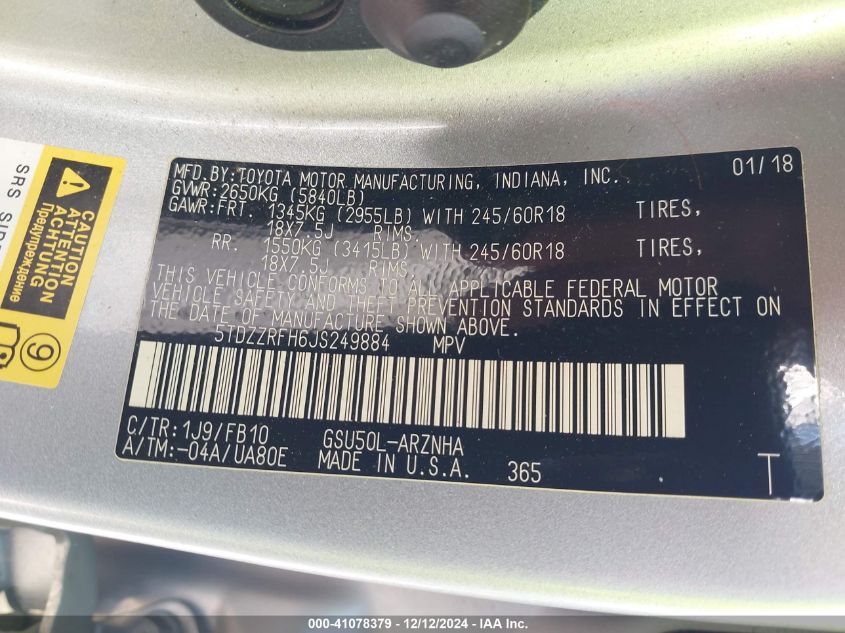 MFD.BY:TOYOTA MOTOR MANUFACTURING, INDIANA, INC. 01/18
GVWR:2650KG (5840LB)
GAWR:FRT. 1345KG (2955LB) WITH 245/60R18 TIRES,
18X7.5J RIMS.
RR. 1550KG (3415LB) WITH 245/60R18 TIRES,
18X7.5J RIMS.
THIS VEHICLE CONFORMS TO ALL APPLICABLE FEDERAL MOTOR
VEHICLE SAFETY AND THEFT PREVENTION STANDARDS IN EFFECT ON
THE DATE OF MANUFACTURE SHOWN ABOVE.
5TDZZRFH6JS249884 MPV
C/TR:1J9/FB10 GSU50L-ARZNHA
A/TM:-04A/UA80E MADE IN U.S.A. 365 T
SRS
CAUTION
ATTENTION
ACHTUNG
Предупреждение
9
000-41078379 - 12/12/2024 - IAA Inc.